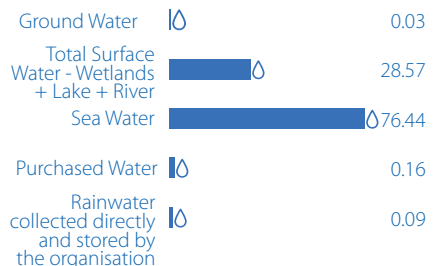 Ground Water 0.03
Total Surface
Water - Wetlands 28.57
+ Lake + River
Sea Water 76.44
Purchased Water 0.16
Rainwater
collected directly 0.09
and stored by
the organisation